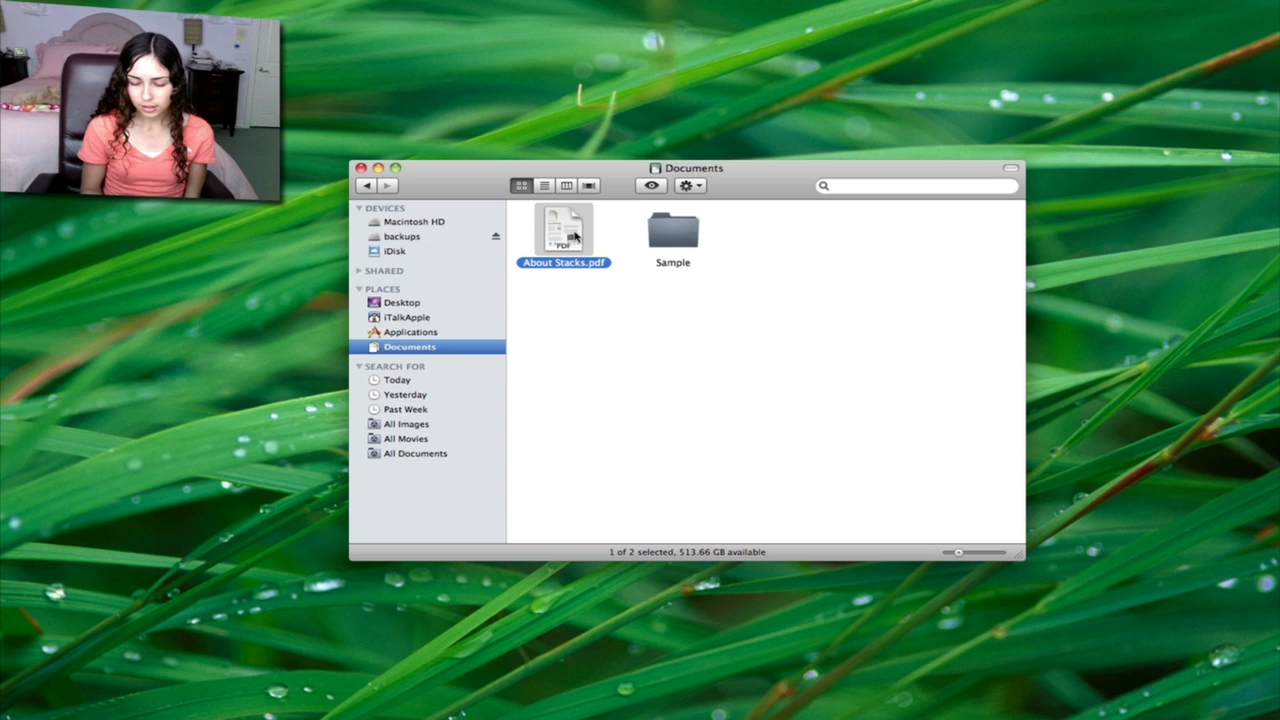 Documents
DEVICES
Macintosh HD
backups
iDisk
SHARED
PLACES
Desktop
iTalkApple
Applications
Documents
SEARCH FOR
Today
Yesterday
Past Week
All Images
All Movies
All Documents
PDF
About Stacks.pdf
Sample
1 of 2 selected, 513.66 GB available